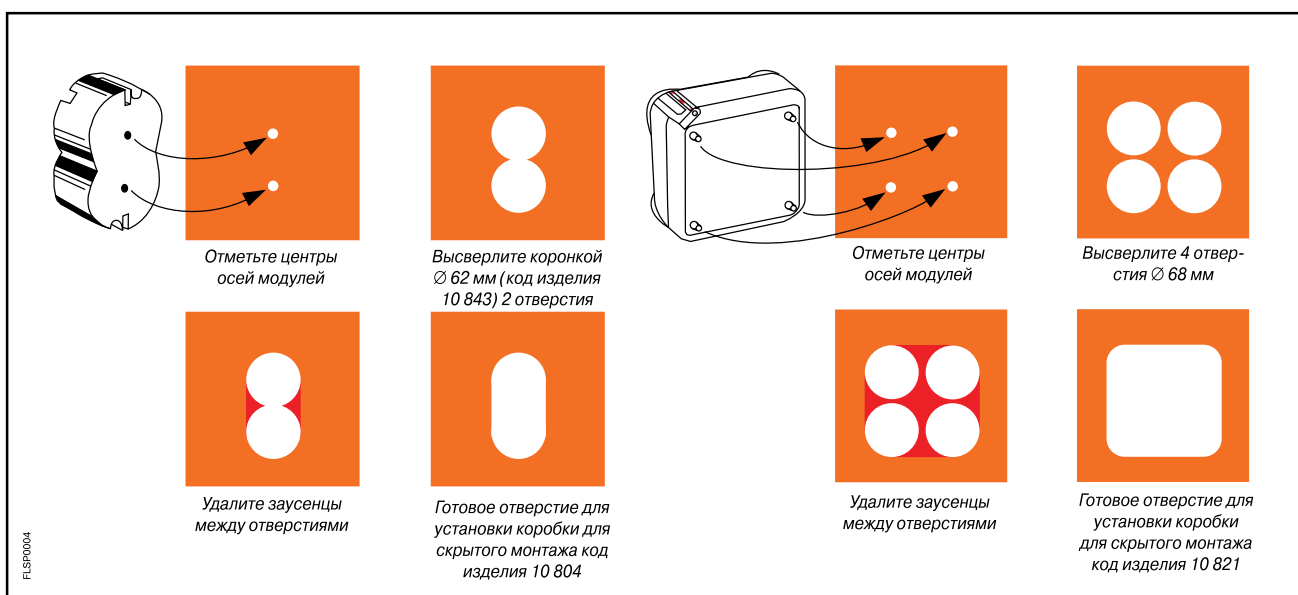 Отметьте центры
осей модулей
Высверлите коронкой
∅ 62 мм (код изделия
10 843) 2 отверстия
Отметьте центры
осей модулей
Высверлите 4 отвер-
стия ∅ 68 мм
Удалите заусенцы
между отверстиями
Готовое отверстие для
установки коробки для
скрытого монтажа код
изделия 10 804
Удалите заусенцы
между отверстиями
Готовое отверстие для
установки коробки
для скрытого монтажа
код изделия 10 821
FLSP0004